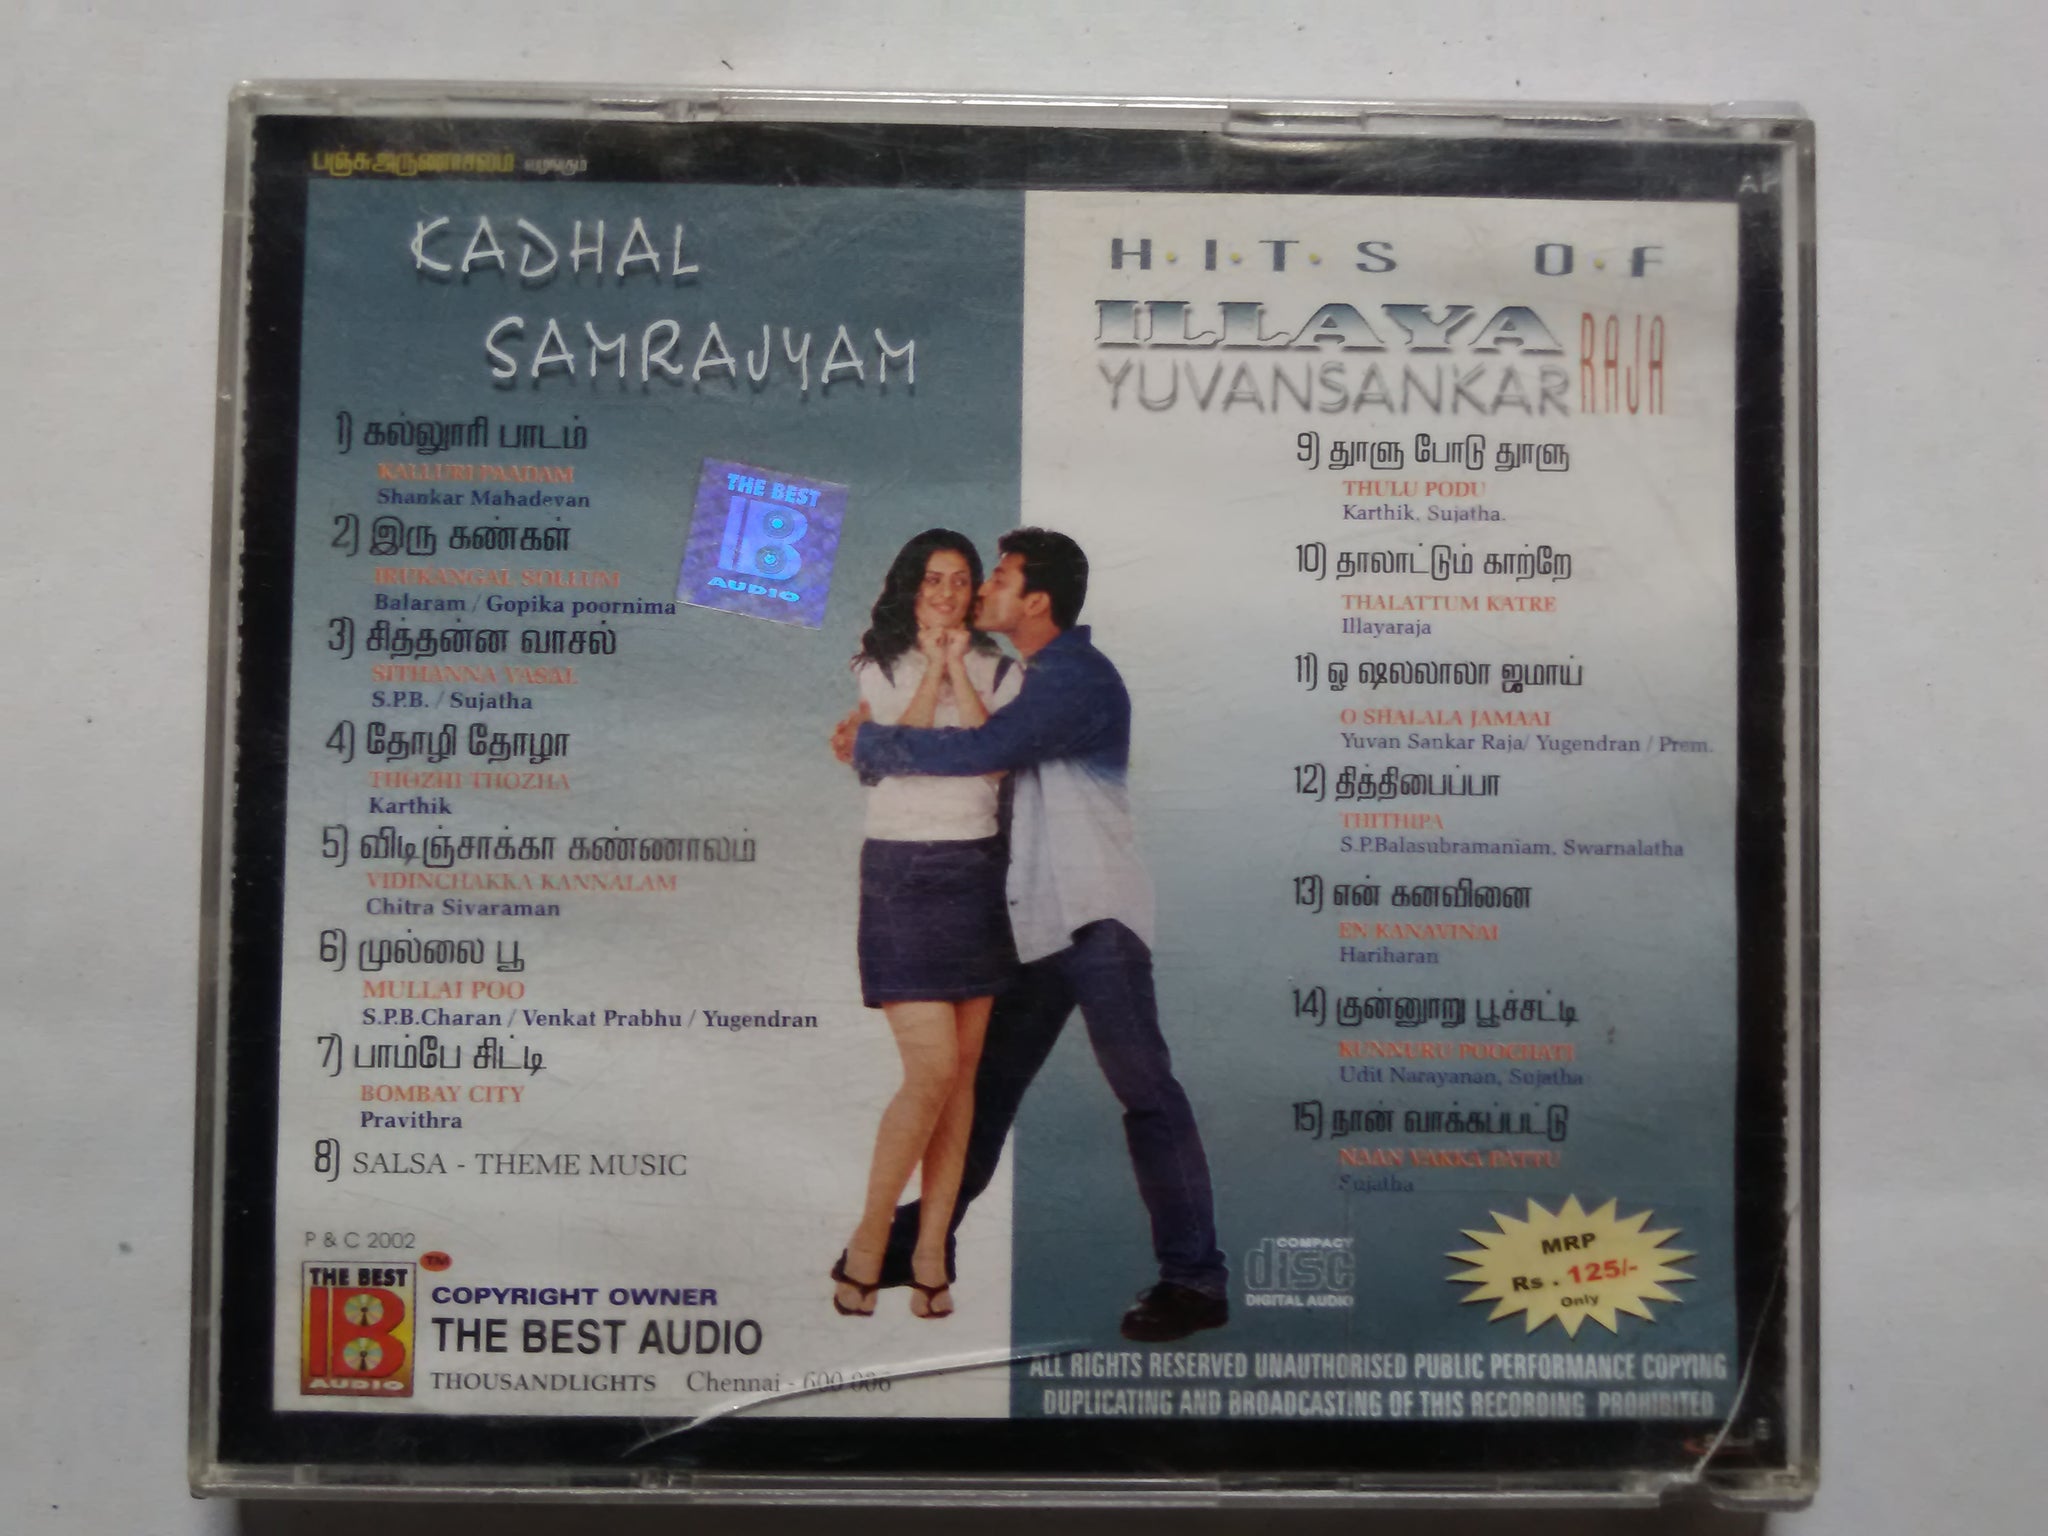 பஞ்சு அருணாசலம் வழங்கும்
KADHAL
SAMRAJYAM
1) கல்லூரி பாடம்
KALLURI PAADAM
Shankar Mahadevan
2) இரு கண்கள்
IRUKANGAL SOLLUM
Balaram / Gopika poornima
3) சித்தன்ன வாசல்
SITHANNA VASAL
S.P.B. / Sujatha
4) தோழி தோழா
THOZHI THOZHA
Karthik
5) விடிஞ்சாக்கா கண்ணாலம்
VIDINCHAKKA KANNALAM
Chitra Sivaraman
6) முல்லை பூ
MULLAI POO
S.P.B.Charan / Venkat Prabhu / Yugendran
7) பாம்பே சிட்டி
BOMBAY CITY
Pravithra
8) SALSA - THEME MUSIC
THE BEST
B
AUDIO
P & C 2002
THE BEST
B
AUDIO
TM
COPYRIGHT OWNER
THE BEST AUDIO
THOUSANDLIGHTS Chennai - 600 006
AP
H.I.T.S O.F
ILLAYA
YUVANSANKAR RAJA
9) தூளு போடு தூளு
THULU PODU
Karthik, Sujatha.
10) தாலாட்டும் காற்றே
THALATTUM KATRE
Illayaraja
11) ஓ ஷலலாலா ஜமாய்
O SHALALA JAMAAI
Yuvan Sankar Raja/ Yugendran / Prem.
12) தித்திபைப்பா
THITHIPA
S.P.Balasubramaniam, Swarnalatha
13) என் கனவினை
EN KANAVINAI
Hariharan
14) குன்னூறு பூச்சட்டி
KUNNURU POOCHATI
Udit Narayanan, Sujatha
15) நான் வாக்கப்பட்டு
NAAN VAKKA PATTU
Sujatha
COMPACT
disc
DIGITAL AUDIO
MRP
Rs . 125/-
Only
ALL RIGHTS RESERVED UNAUTHORISED PUBLIC PERFORMANCE COPYING
DUPLICATING AND BROADCASTING OF THIS RECORDING PROHIBITED